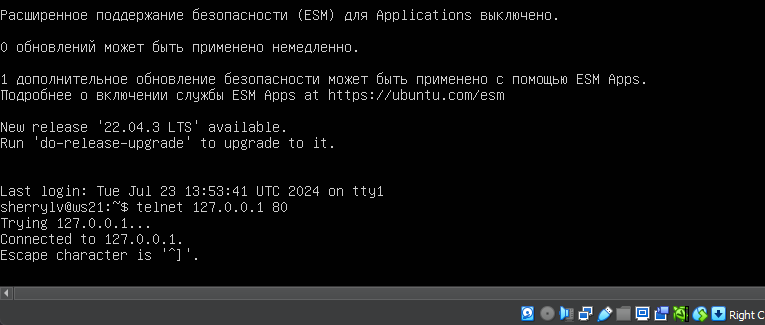 Расширенное поддержание безопасности (ESM) для Applications выключено.
0 обновлений может быть применено немедленно.
1 дополнительное обновление безопасности может быть применено с помощью ESM Apps.
Подробнее о включении службы ESM Apps at https://ubuntu.com/esm
New release '22.04.3 LTS' available.
Run 'do-release-upgrade' to upgrade to it.
Last login: Tue Jul 23 13:53:41 UTC 2024 on tty1
sherrylv@ws21:~$ telnet 127.0.0.1 80
Trying 127.0.0.1...
Connected to 127.0.0.1.
Escape character is '^]'.
Right C